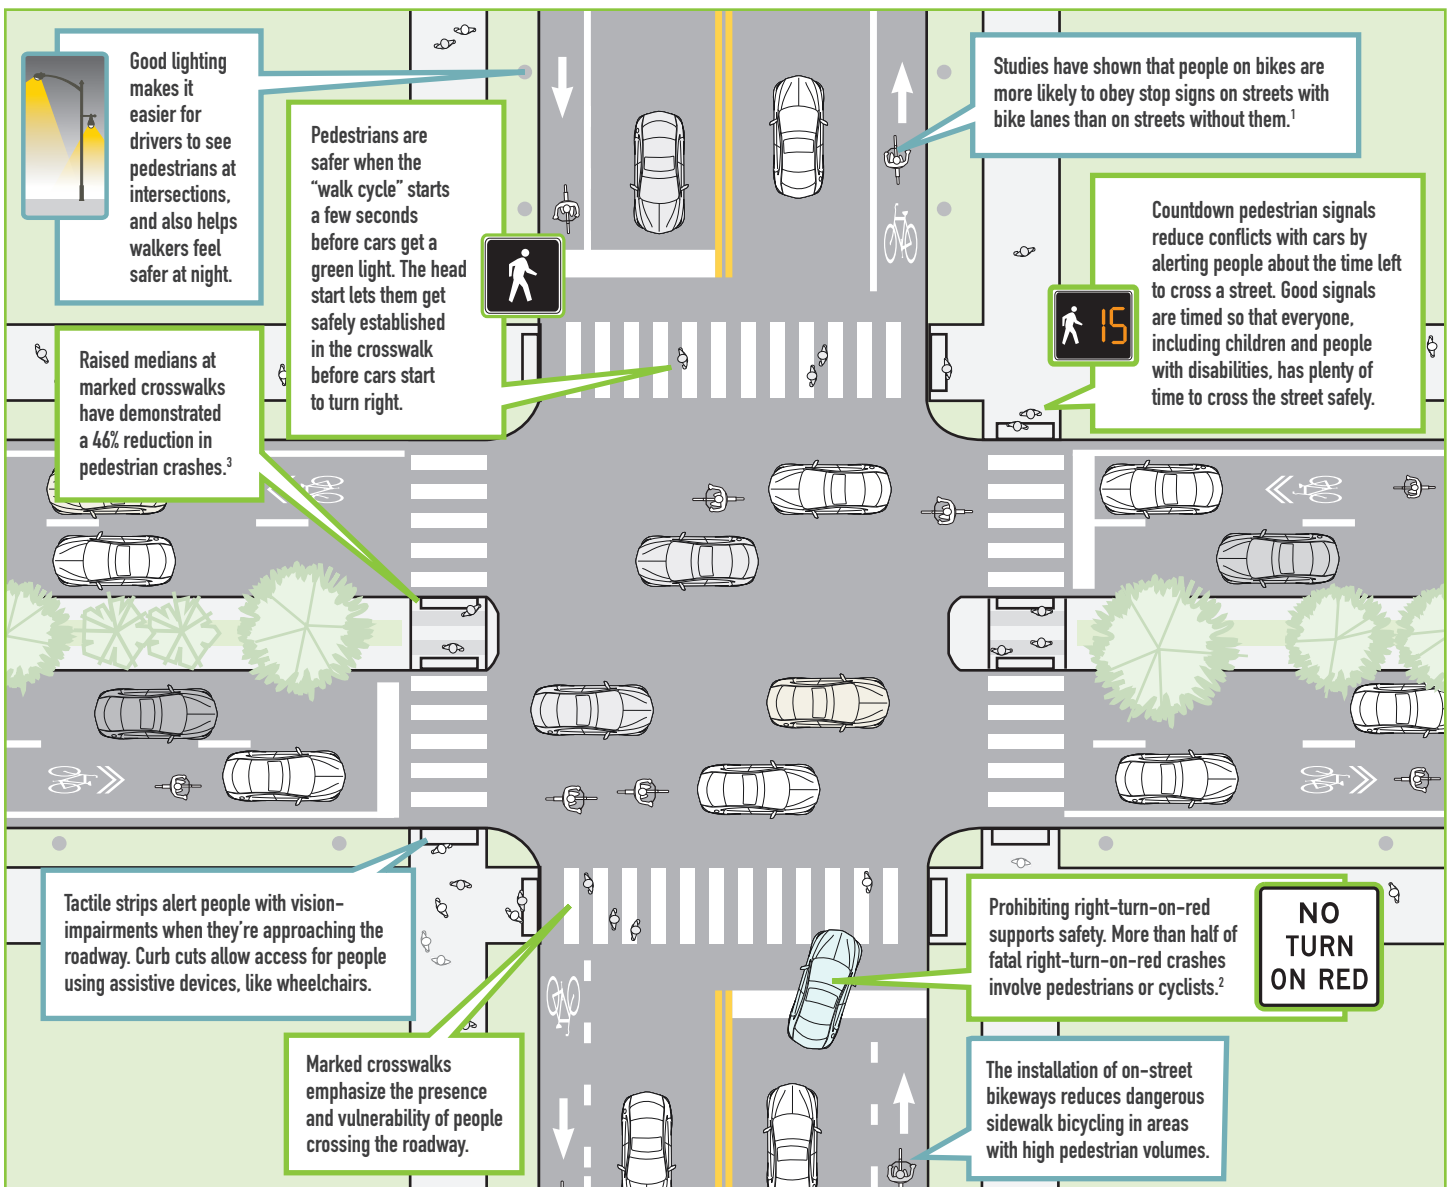 Good lighting
makes it
easier for
drivers to see
pedestrians at
intersections,
and also helps
walkers feel
safer at night.
Pedestrians are
safer when the
“walk cycle” starts
a few seconds
before cars get a
green light. The head
start lets them get
safely established
in the crosswalk
before cars start
to turn right.
Studies have shown that people on bikes are
more likely to obey stop signs on streets with
bike lanes than on streets without them.¹
Countdown pedestrian signals
reduce conflicts with cars by
alerting people about the time left
to cross a street. Good signals
are timed so that everyone,
including children and people
with disabilities, has plenty of
time to cross the street safely.
15
Raised medians at
marked crosswalks
have demonstrated
a 46% reduction in
pedestrian crashes.³
Tactile strips alert people with vision-
impairments when they’re approaching the
roadway. Curb cuts allow access for people
using assistive devices, like wheelchairs.
Marked crosswalks
emphasize the presence
and vulnerability of people
crossing the roadway.
Prohibiting right-turn-on-red
supports safety. More than half of
fatal right-turn-on-red crashes
involve pedestrians or cyclists.²
NO
TURN
ON RED
The installation of on-street
bikeways reduces dangerous
sidewalk bicycling in areas
with high pedestrian volumes.